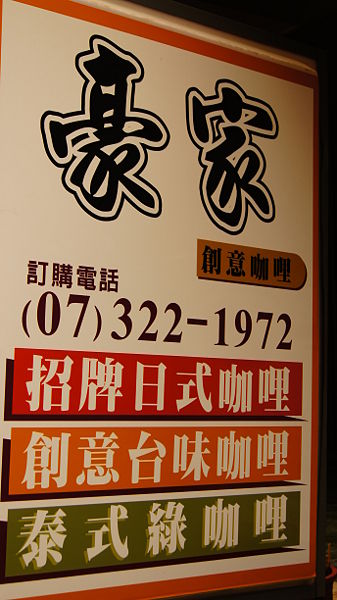 豪家
創意咖哩
訂購電話
(07)322-1972
招牌日式咖哩
創意台味咖哩
泰式綠咖哩